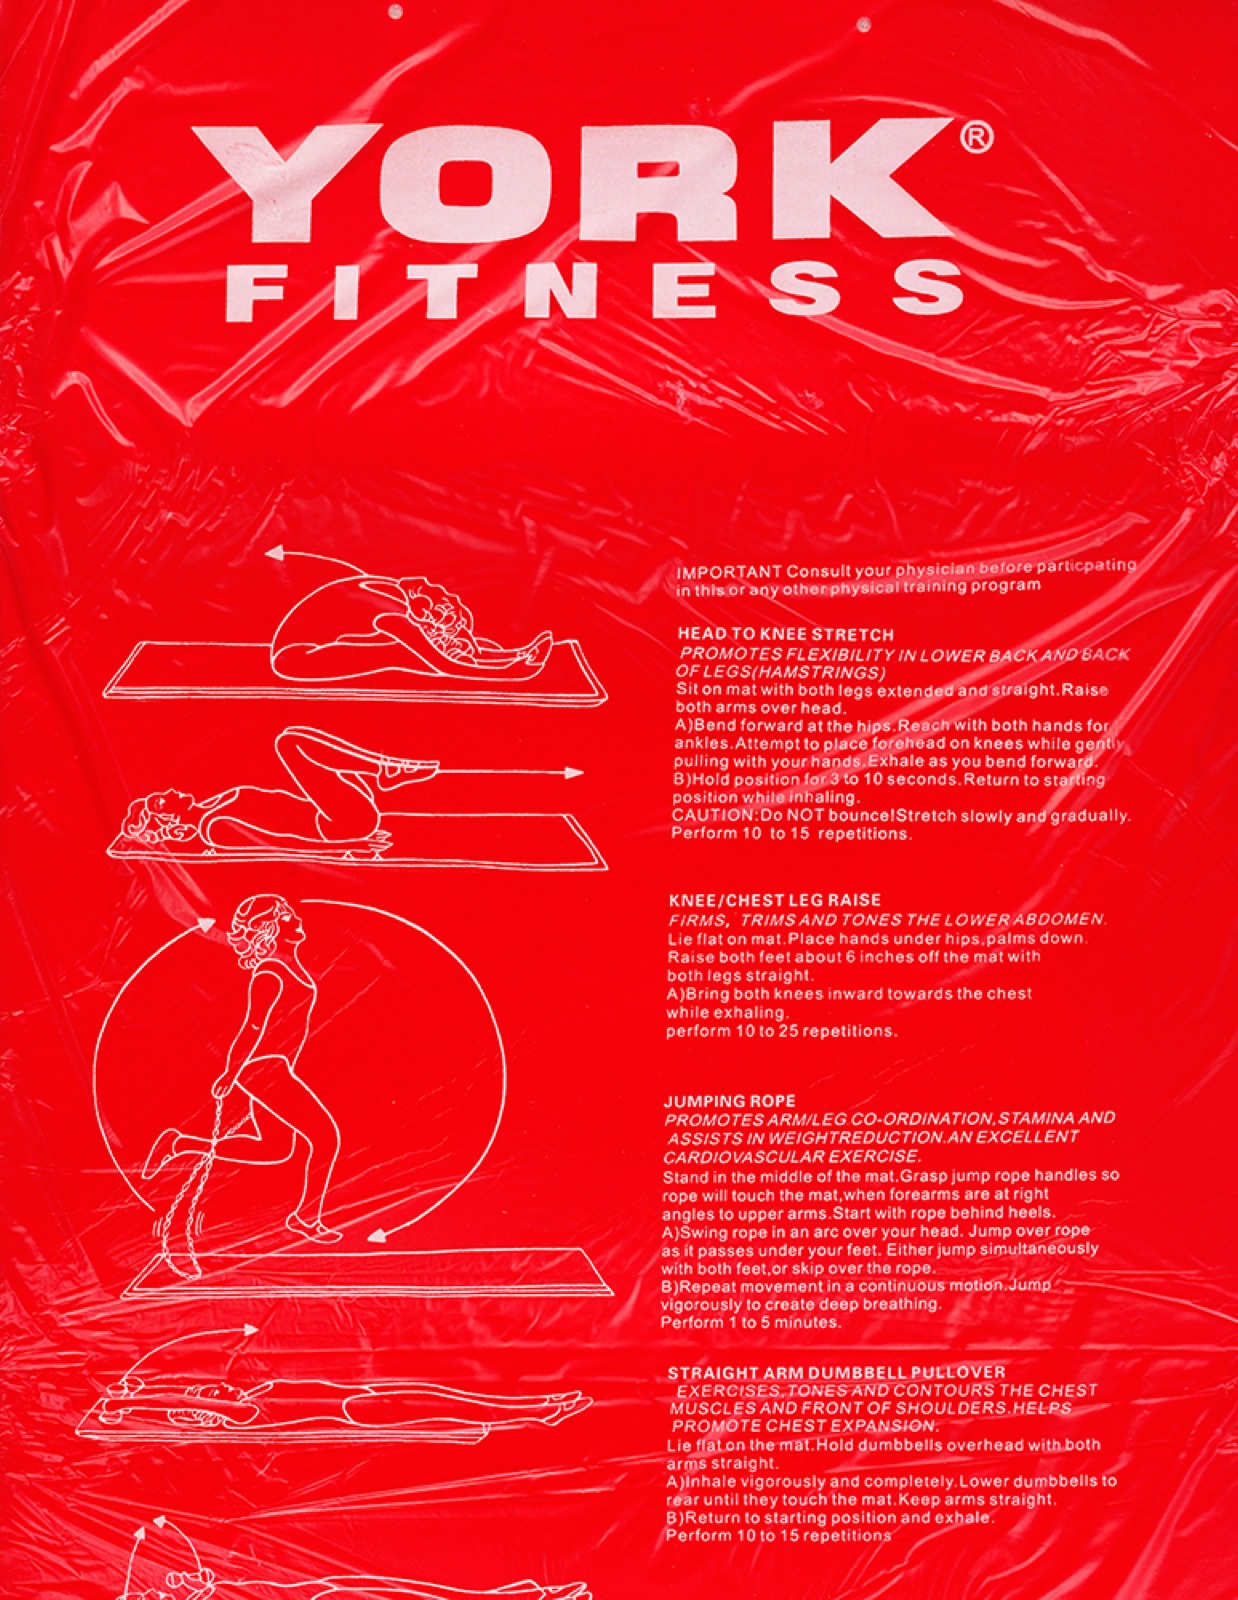 YORK®
FITNESS
IMPORTANT Consult your physician before particpating
in this or any other physical training program
HEAD TO KNEE STRETCH
PROMOTES FLEXIBILITY IN LOWER BACK AND BACK
OF LEGS(HAMSTRINGS)
Sit on mat with both legs extended and straight.Raise
both arms over head.
A)Bend forward at the hips.Reach with both hands for
ankles.Attempt to place forehead on knees while gently
pulling with your hands.Exhale as you bend forward.
B)Hold position for 3 to 10 seconds.Return to starting
position while inhaling.
CAUTION:Do NOT bounce!Stretch slowly and gradually.
Perform 10 to 15 repetitions.
KNEE/CHEST LEG RAISE
FIRMS, TRIMS AND TONES THE LOWER ABDOMEN.
Lie flat on mat.Place hands under hips,palms down.
Raise both feet about 6 inches off the mat with
both legs straight.
A)Bring both knees inward towards the chest
while exhaling.
perform 10 to 25 repetitions.
JUMPING ROPE
PROMOTES ARM/LEG CO-ORDINATION,STAMINA AND
ASSISTS IN WEIGHTREDUCTION.AN EXCELLENT
CARDIOVASCULAR EXERCISE.
Stand in the middle of the mat.Grasp jump rope handles so
rope will touch the mat,when forearms are at right
angles to upper arms.Start with rope behind heels.
A)Swing rope in an arc over your head. Jump over rope
as it passes under your feet. Either jump simultaneously
with both feet,or skip over the rope.
B)Repeat movement in a continuous motion.Jump
vigorously to create deep breathing.
Perform 1 to 5 minutes.
STRAIGHT ARM DUMBBELL PULLOVER
EXERCISES,TONES AND CONTOURS THE CHEST
MUSCLES AND FRONT OF SHOULDERS.HELPS
PROMOTE CHEST EXPANSION.
Lie flat on the mat.Hold dumbbells overhead with both
arms straight.
A)Inhale vigorously and completely.Lower dumbbells to
rear until they touch the mat.Keep arms straight.
B)Return to starting position and exhale.
Perform 10 to 15 repetitions